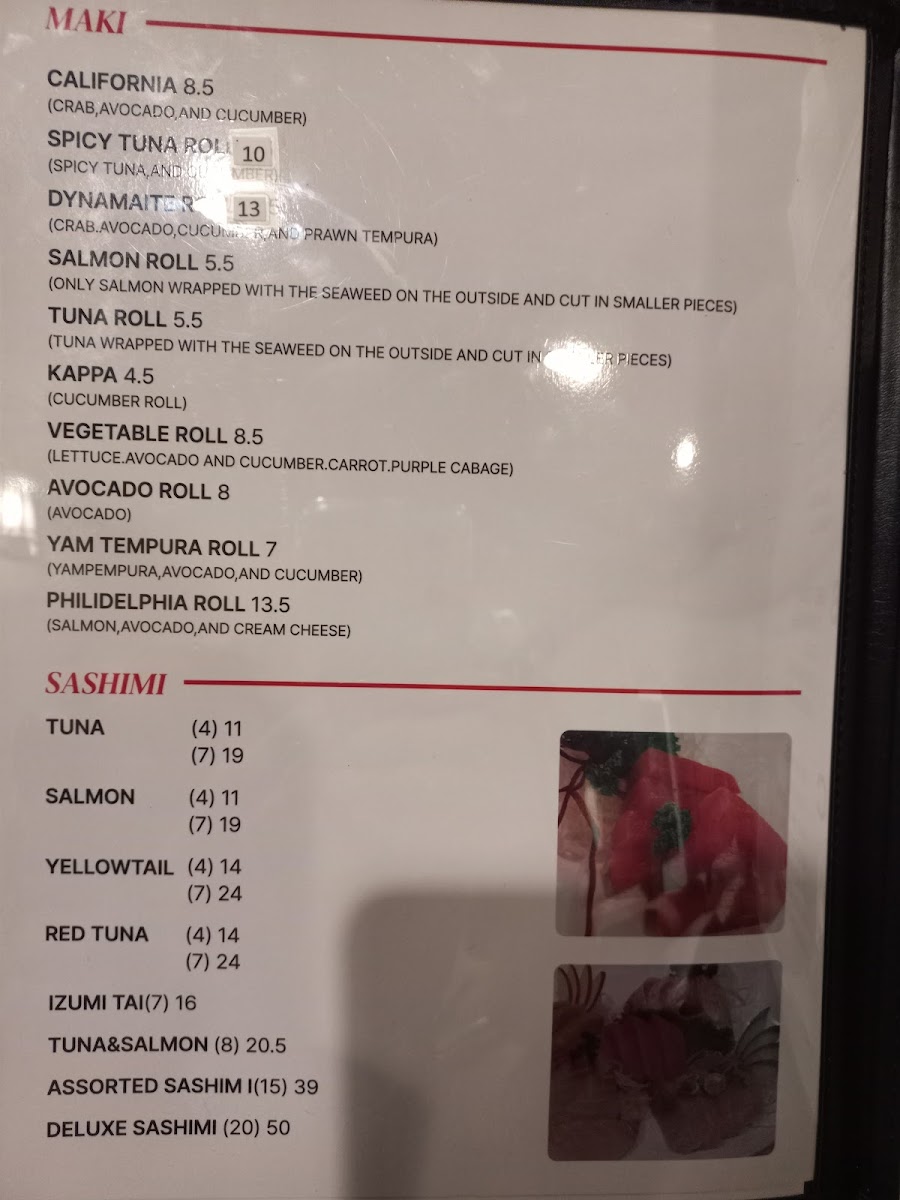 MAKI
CALIFORNIA 8.5
(CRAB,AVOCADO,AND CUCUMBER)
SPICY TUNA ROLL 10
(SPICY TUNA,AND
DYNAMAITE 13
(CRAB.AVOCADO,CUCUMBER,AND PRAWN TEMPURA)
SALMON ROLL 5.5
(ONLY SALMON WRAPPED WITH THE SEAWEED ON THE OUTSIDE AND CUT IN SMALLER PIECES)
TUNA ROLL 5.5
(TUNA WRAPPED WITH THE SEAWEED ON THE OUTSIDE AND CUT IN PIECES)
KAPPA 4.5
(CUCUMBER ROLL)
VEGETABLE ROLL 8.5
(LETTUCE.AVOCADO AND CUCUMBER.CARROT.PURPLE CABAGE)
AVOCADO ROLL 8
(AVOCADO)
YAM TEMPURA ROLL 7
(YAMPEMPURA,AVOCADO,AND CUCUMBER)
PHILIDELPHIA ROLL 13.5
(SALMON,AVOCADO,AND CREAM CHEESE)
SASHIMI
TUNA (4) 11
(7) 19
SALMON (4) 11
(7) 19
YELLOWTAIL (4) 14
(7) 24
RED TUNA (4) 14
(7) 24
IZUMI TAI(7) 16
TUNA&SALMON (8) 20.5
ASSORTED SASHIM I(15) 39
DELUXE SASHIMI (20) 50